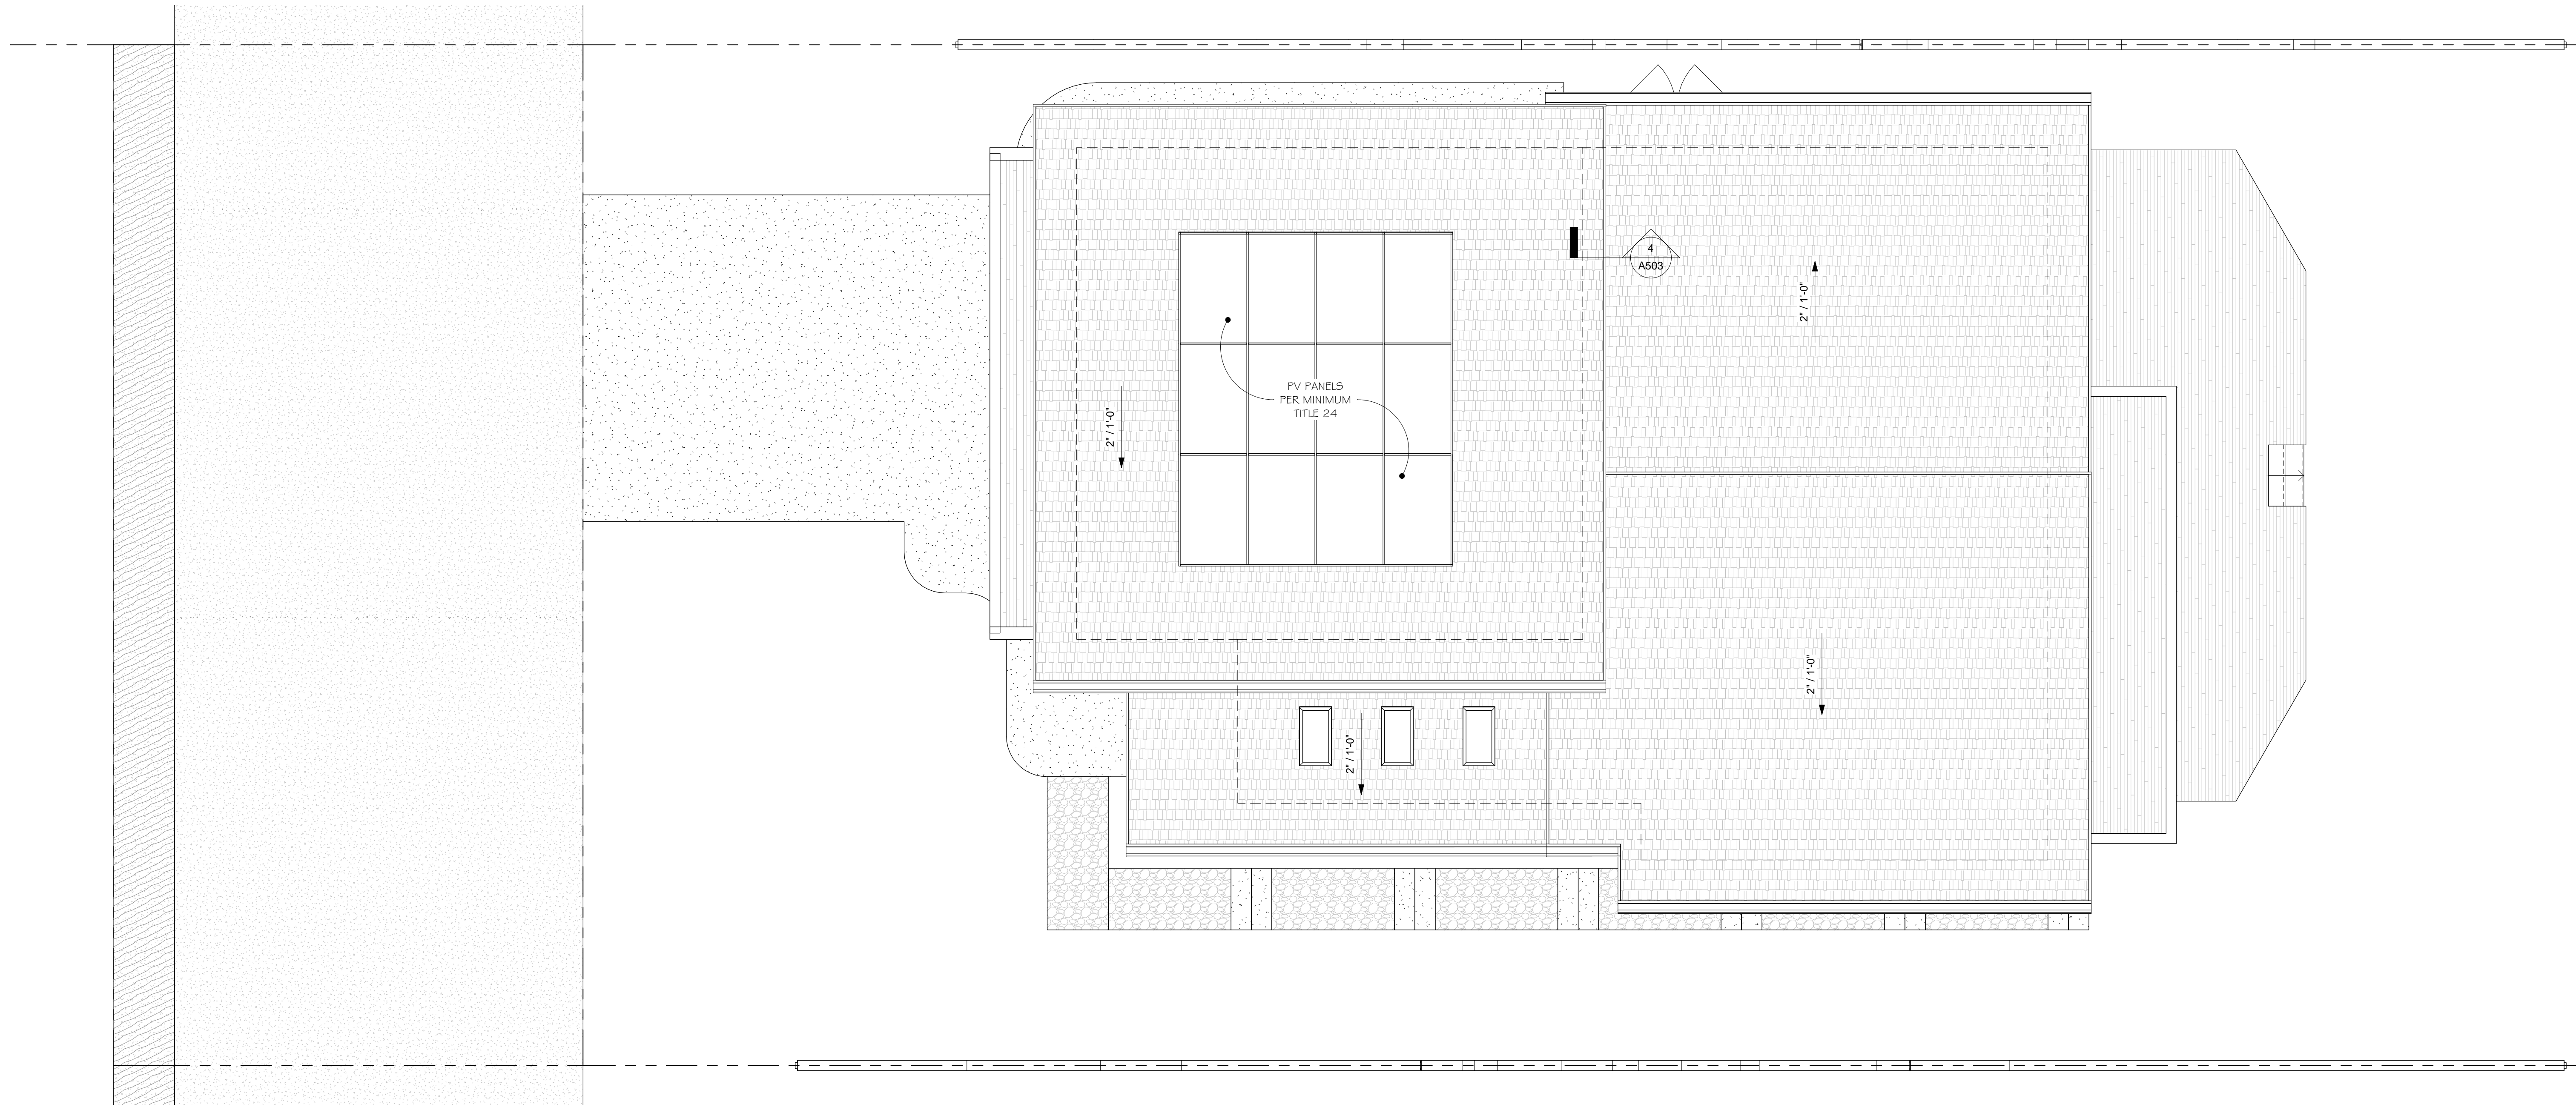 4
A503
2" / 1'-0"
PV PANELS
PER MINIMUM
TITLE 24
2" / 1'-0"
2" / 1'-0"
2" / 1'-0"